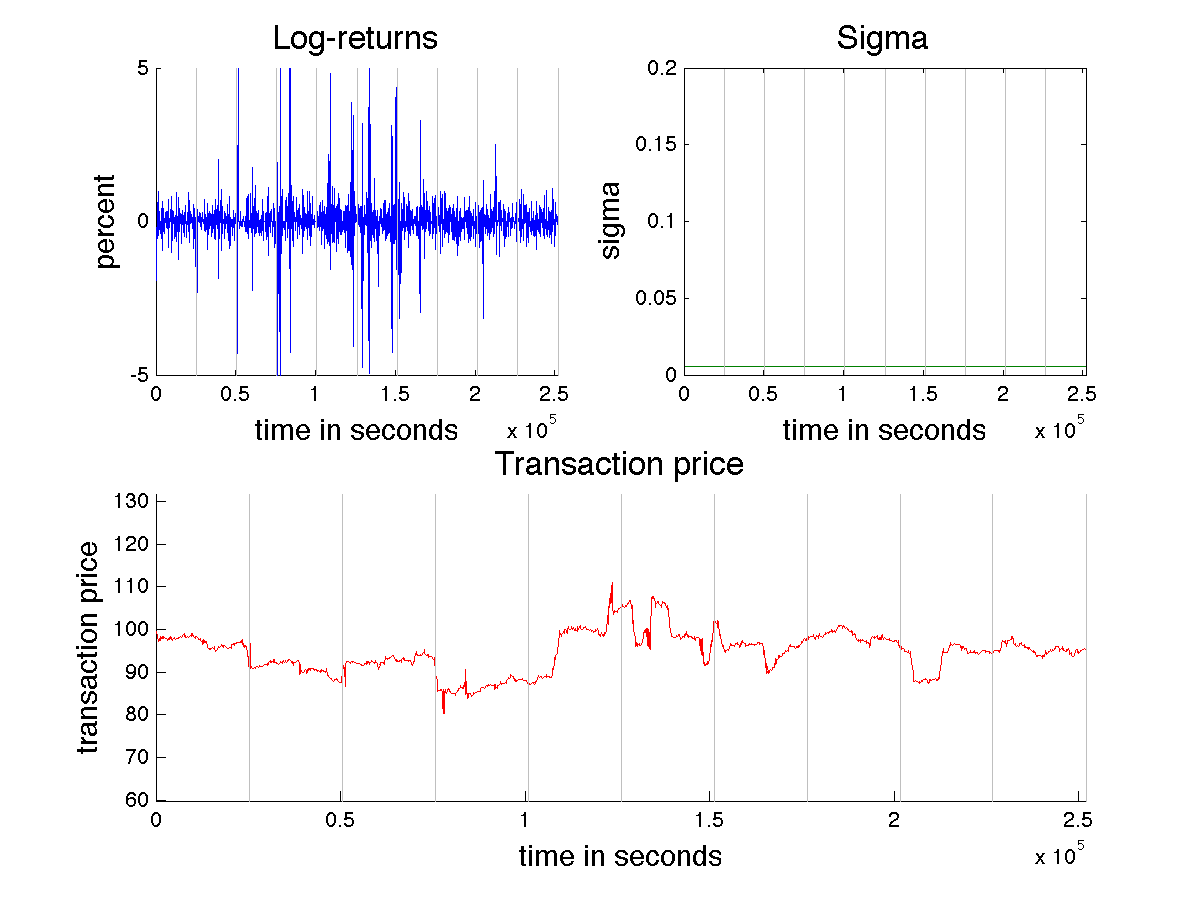 Log-returns
5
0
-5
percent
0 0.5 1 1.5 2 2.5
x 10^5
time in seconds
Sigma
0.2
0.15
0.1
0.05
0
sigma
0 0.5 1 1.5 2 2.5
x 10^5
time in seconds
Transaction price
130
120
110
100
90
80
70
60
transaction price
0 0.5 1 1.5 2 2.5
x 10^5
time in seconds